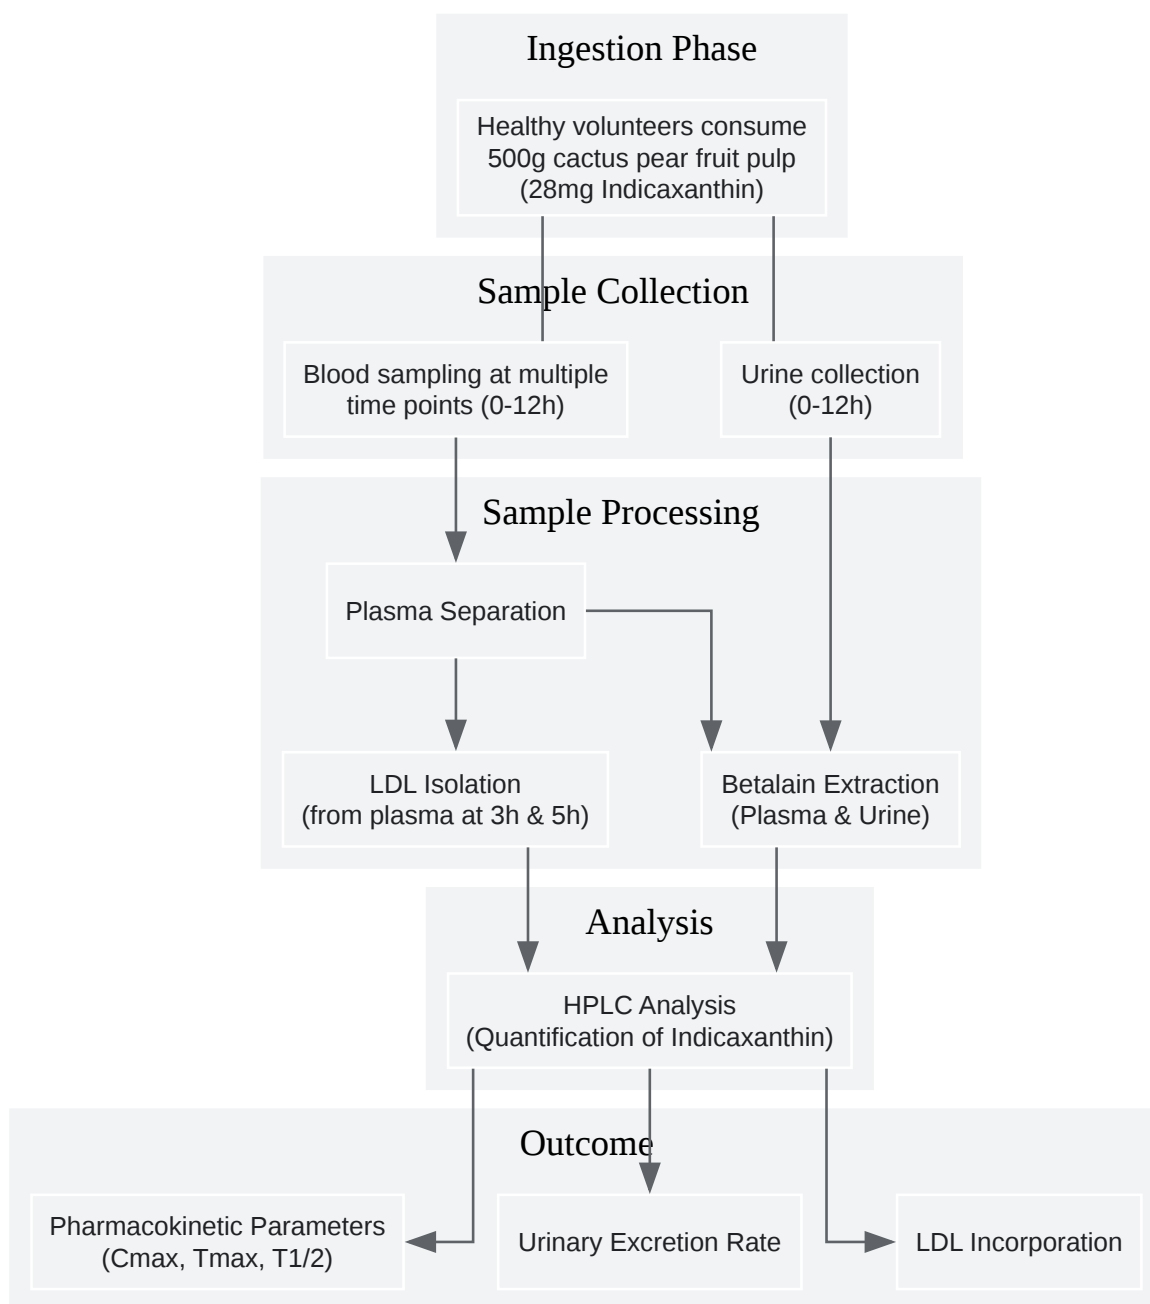 Ingestion Phase
Healthy volunteers consume
500g cactus pear fruit pulp
(28mg Indicaxanthin)
Sample Collection
Blood sampling at multiple
time points (0-12h)
Urine collection
(0-12h)
Sample Processing
Plasma Separation
LDL Isolation
(from plasma at 3h & 5h)
Betalain Extraction
(Plasma & Urine)
Analysis
HPLC Analysis
(Quantification of Indicaxanthin)
Outcome
Pharmacokinetic Parameters
(Cmax, Tmax, T1/2)
Urinary Excretion Rate
LDL Incorporation